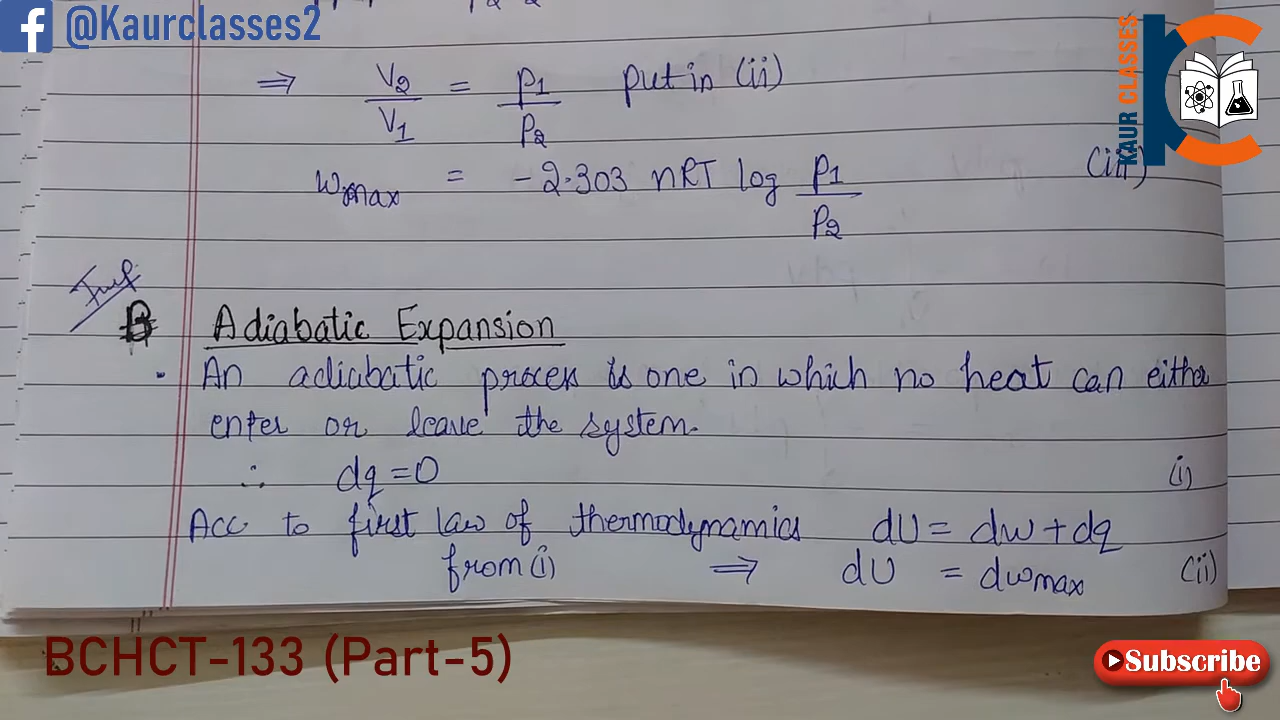 @Kaurclasses2
KAUR CLASSES
⇒ V2/V1 = P1/P2 put in (ii)
Wmax = -2.303 nRT log P1/P2 (iii)
B Adiabatic Expansion
· An adiabatic process is one in which no heat can either
enter or leave the system.
∴ dq = 0 (i)
Acc to first law of thermodynamics dU = dw + dq
from (i) ⇒ dU = dwmax (ii)
BCHCT-133 (Part-5)
Subscribe